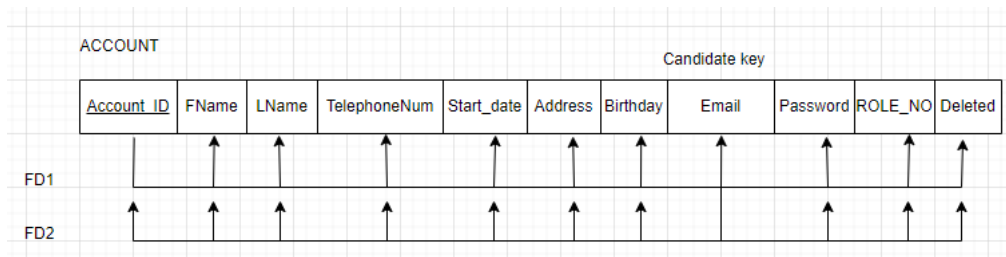 ACCOUNT
Candidate key
Account_ID FName LName TelephoneNum Start_date Address Birthday Email Password ROLE_NO Deleted
FD1
FD2